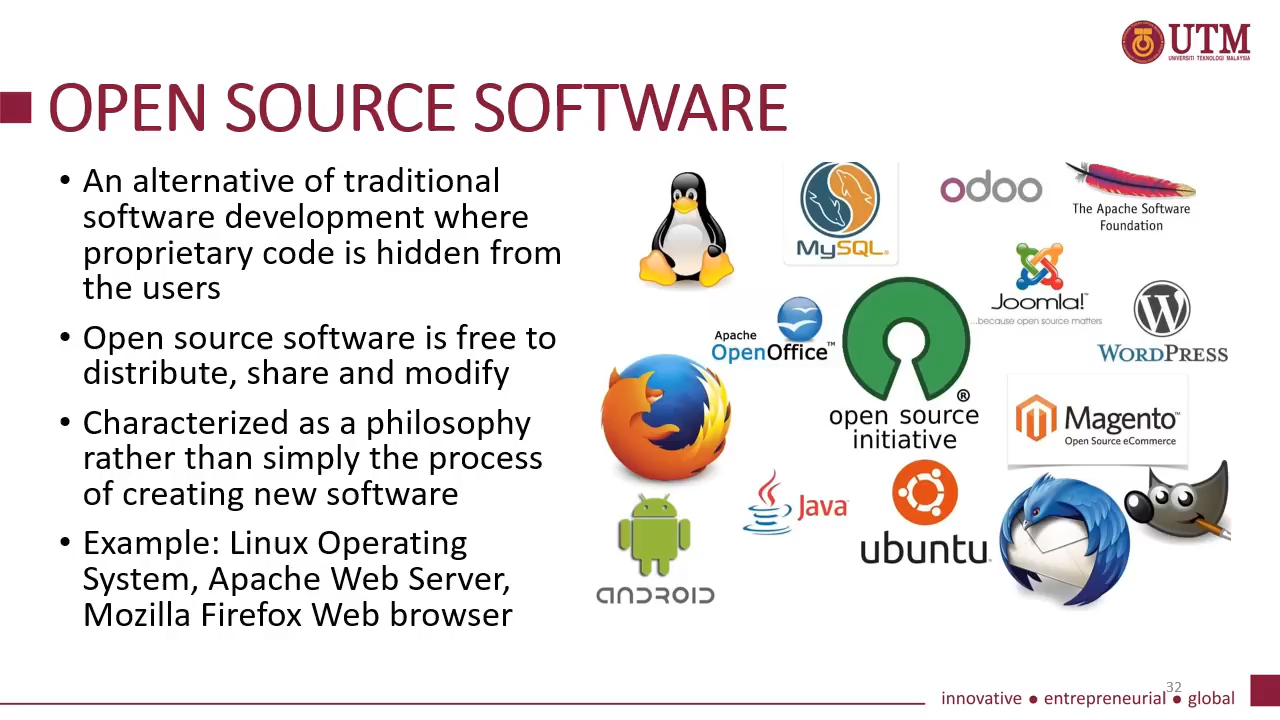 UTM
UNIVERSITI TEKNOLOGI MALAYSIA
OPEN SOURCE SOFTWARE
• An alternative of traditional
software development where
proprietary code is hidden from
the users
• Open source software is free to
distribute, share and modify
• Characterized as a philosophy
rather than simply the process
of creating new software
• Example: Linux Operating
System, Apache Web Server,
Mozilla Firefox Web browser
MySQL®
odoo
The Apache Software
Foundation
Joomla!™
...because open source matters
WORDPRESS
Apache
OpenOffice™
open source
initiative ®
Magento™
Open Source eCommerce
Java™
ubuntu
ANDROID
32
innovative ● entrepreneurial ● global